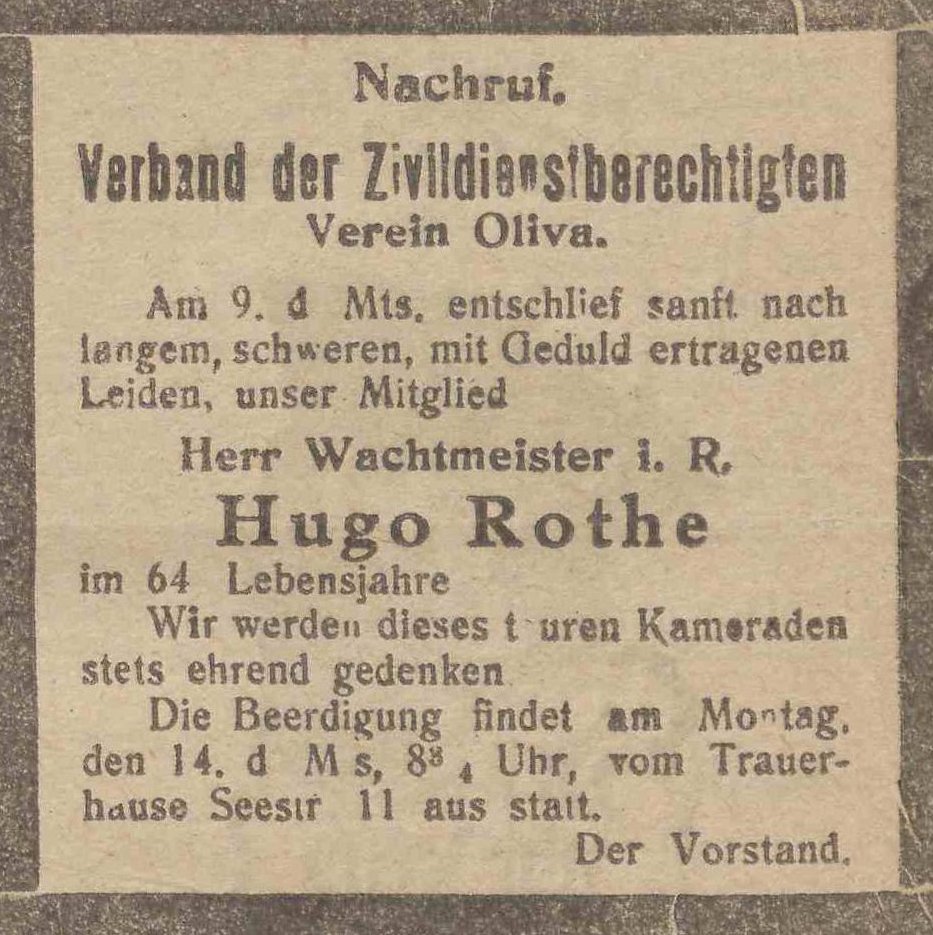 Nachruf.
Verband der Zivildienstberechtigten
Verein Oliva.
Am 9. d Mts. entschlief sanft nach
langem, schweren, mit Geduld ertragenen
Leiden, unser Mitglied
Herr Wachtmeister i. R.
Hugo Rothe
im 64 Lebensjahre
Wir werden dieses t uren Kameraden
stets ehrend gedenken
Die Beerdigung findet am Montag,
den 14. d M s, 8 3/4 Uhr, vom Trauer-
hause Seestr 11 aus statt.
Der Vorstand.